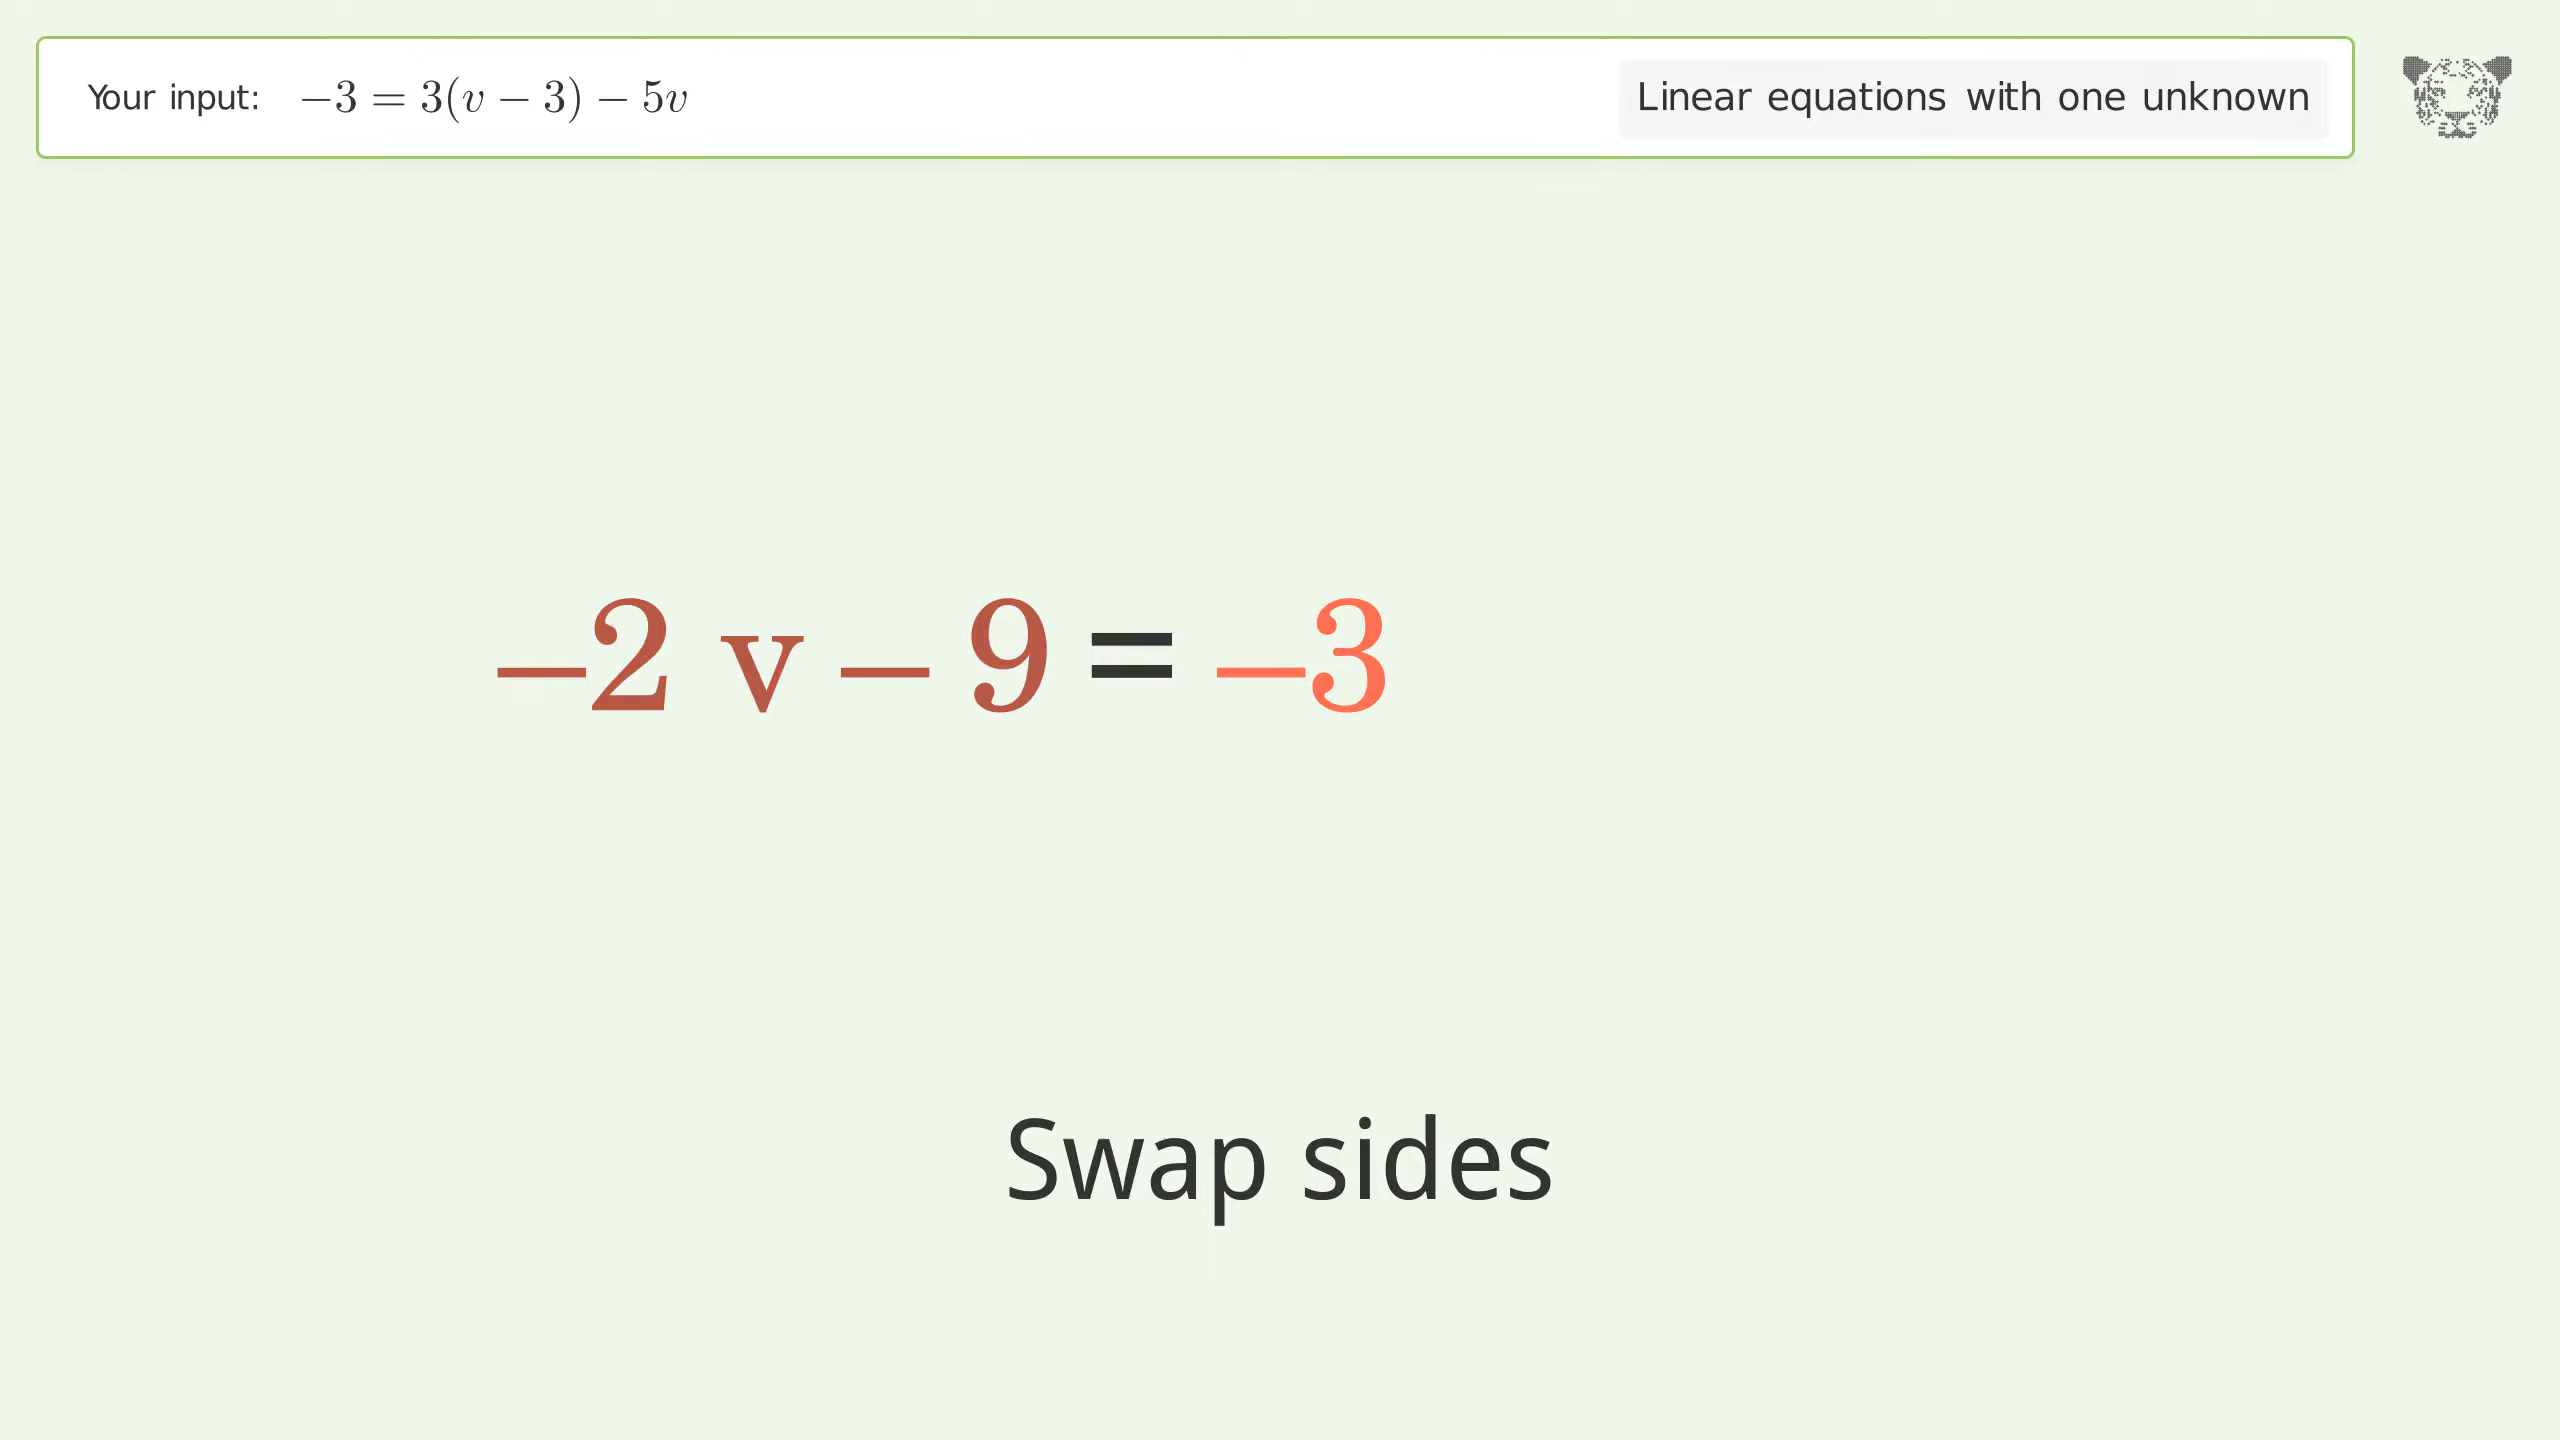 Your input: −3 = 3(v − 3) − 5v
Linear equations with one unknown
−2 v − 9 = −3
Swap sides